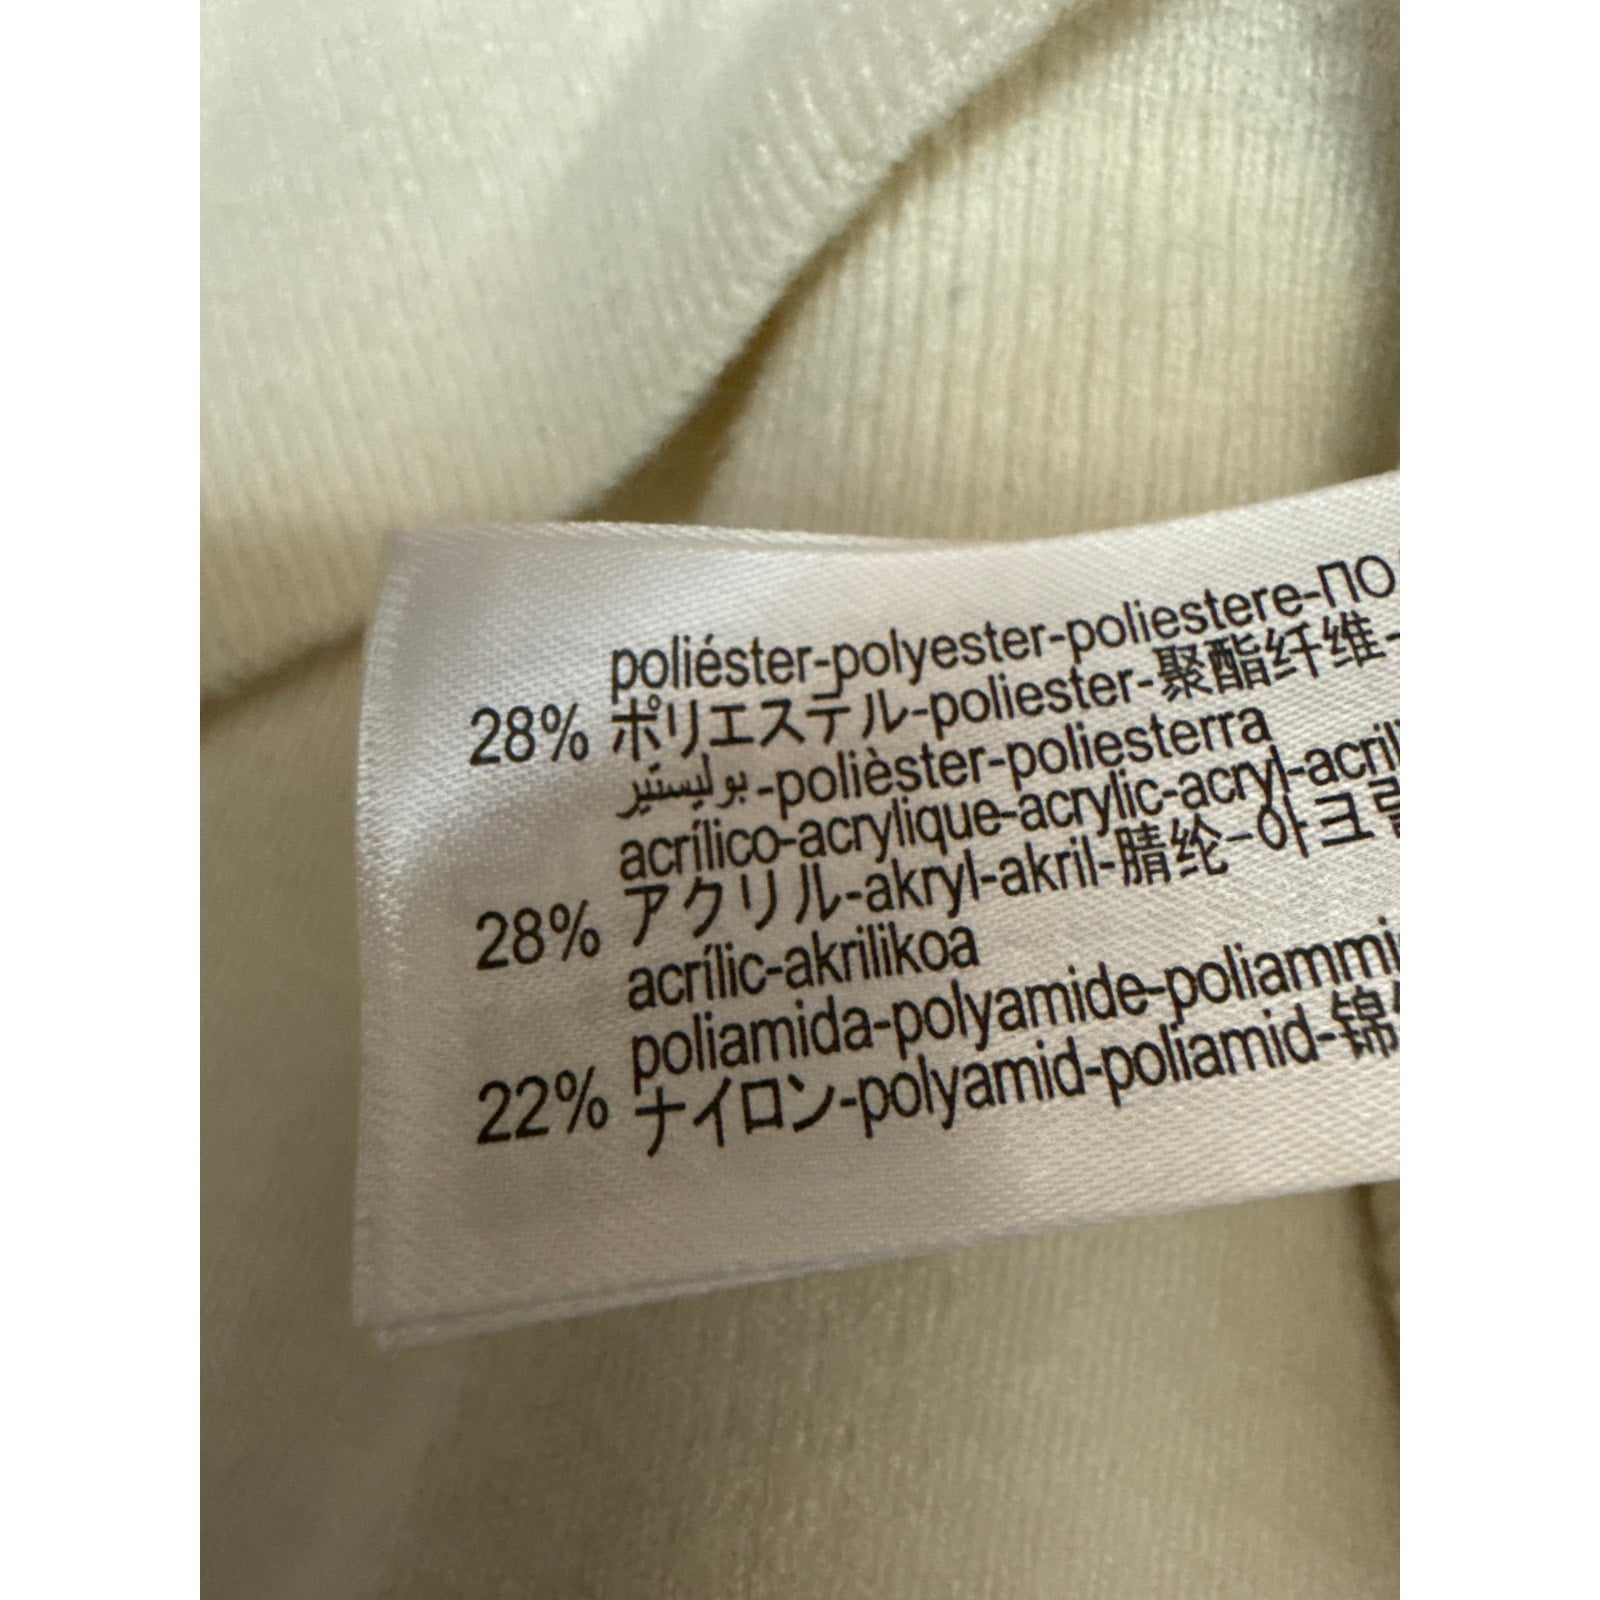 poliéster-polyester-poliestere-ПО
28% ポリエステル-poliester-聚酯纤维-
بوليستير-polièster-poliesterra
acrílico-acrylique-acrylic-acryl-acril
28% アクリル-akryl-akril-腈纶-아크릴
acrílic-akrilikoa
poliamida-polyamide-poliammi
22% ナイロン-polyamid-poliamid-锦